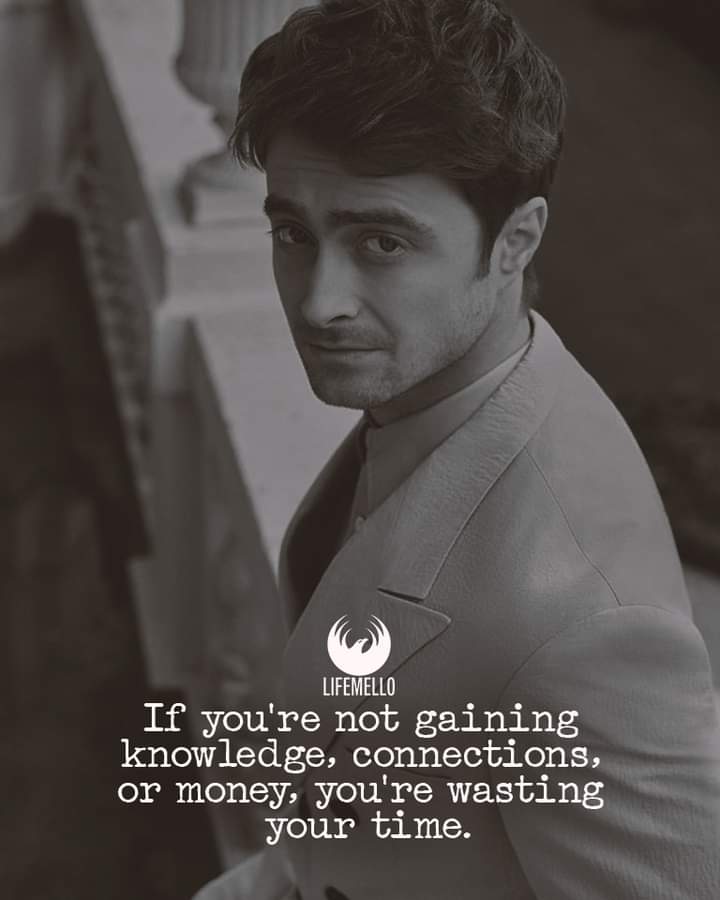 LIFEMELLO
If you're not gaining
knowledge, connections,
or money, you're wasting
your time.